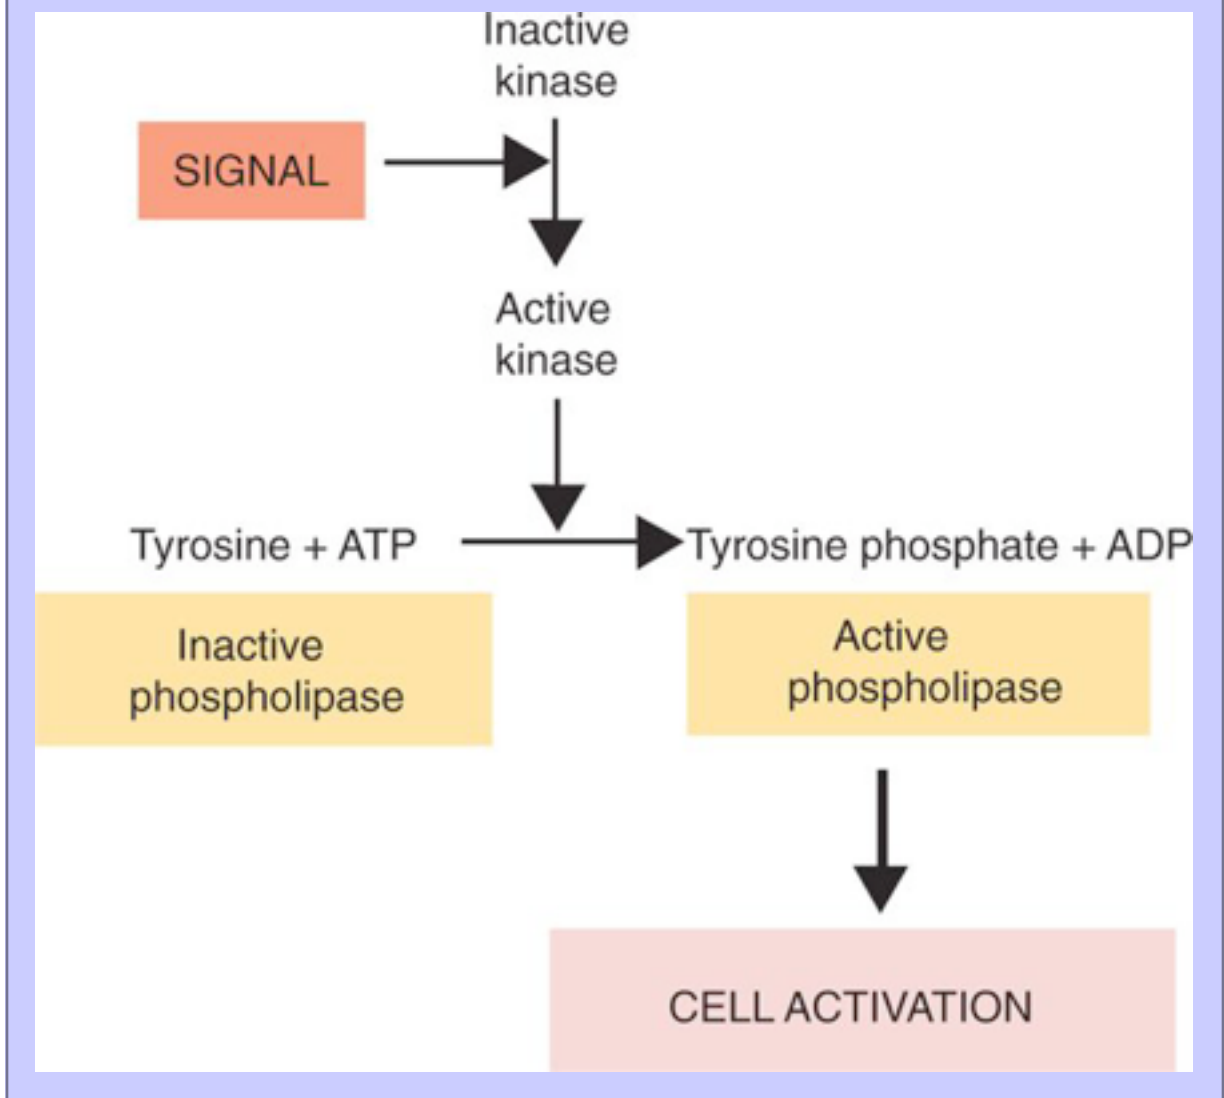 Inactive
kinase
SIGNAL
Active
kinase
Tyrosine + ATP
Tyrosine phosphate + ADP
Inactive
phospholipase
Active
phospholipase
CELL ACTIVATION